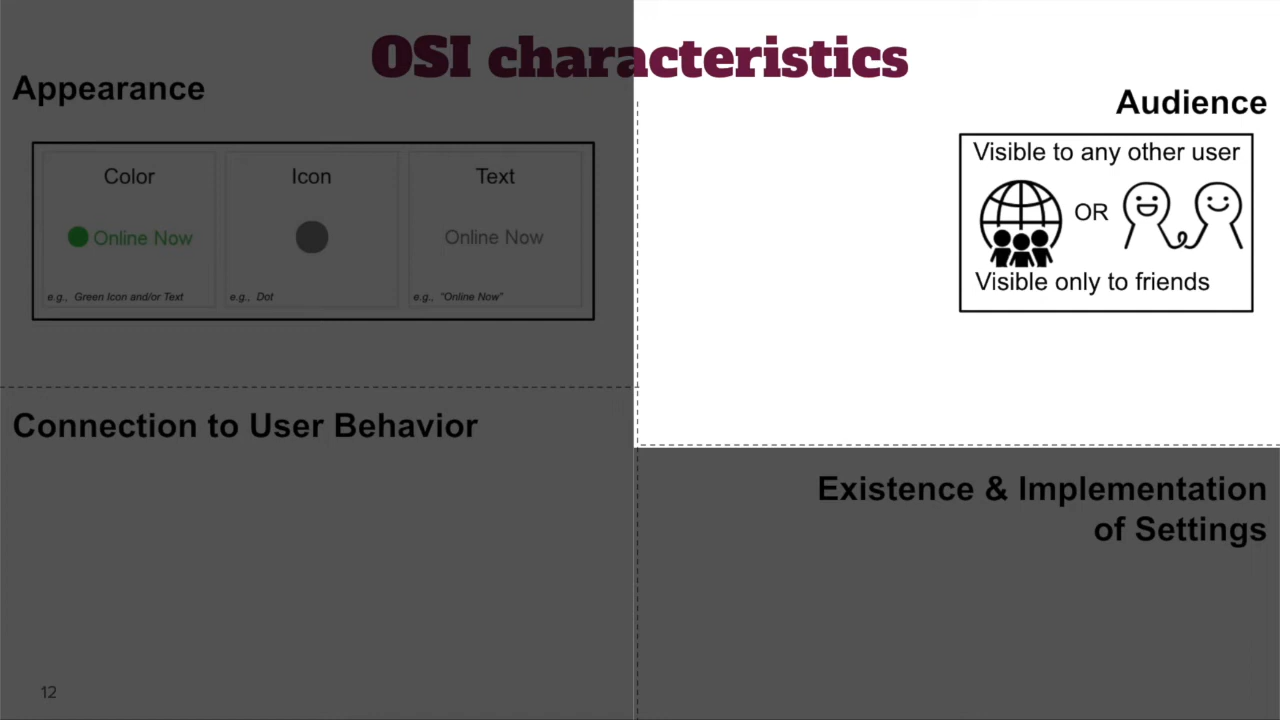 OSI characteristics
Appearance
Color
Icon
Text
Online Now
Online Now
e.g., Green Icon and/or Text
e.g., Dot
e.g., "Online Now"
Audience
Visible to any other user
OR
Visible only to friends
Connection to User Behavior
Existence & Implementation
of Settings
12